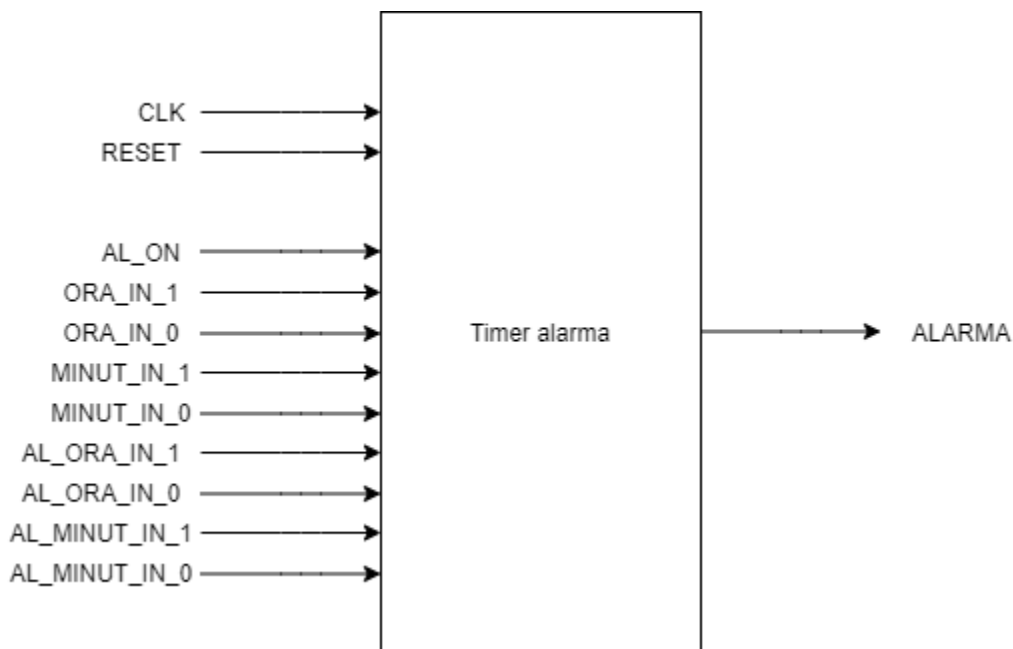 CLK
RESET
AL_ON
ORA_IN_1
ORA_IN_0
MINUT_IN_1
MINUT_IN_0
AL_ORA_IN_1
AL_ORA_IN_0
AL_MINUT_IN_1
AL_MINUT_IN_0
Timer alarma
ALARMA